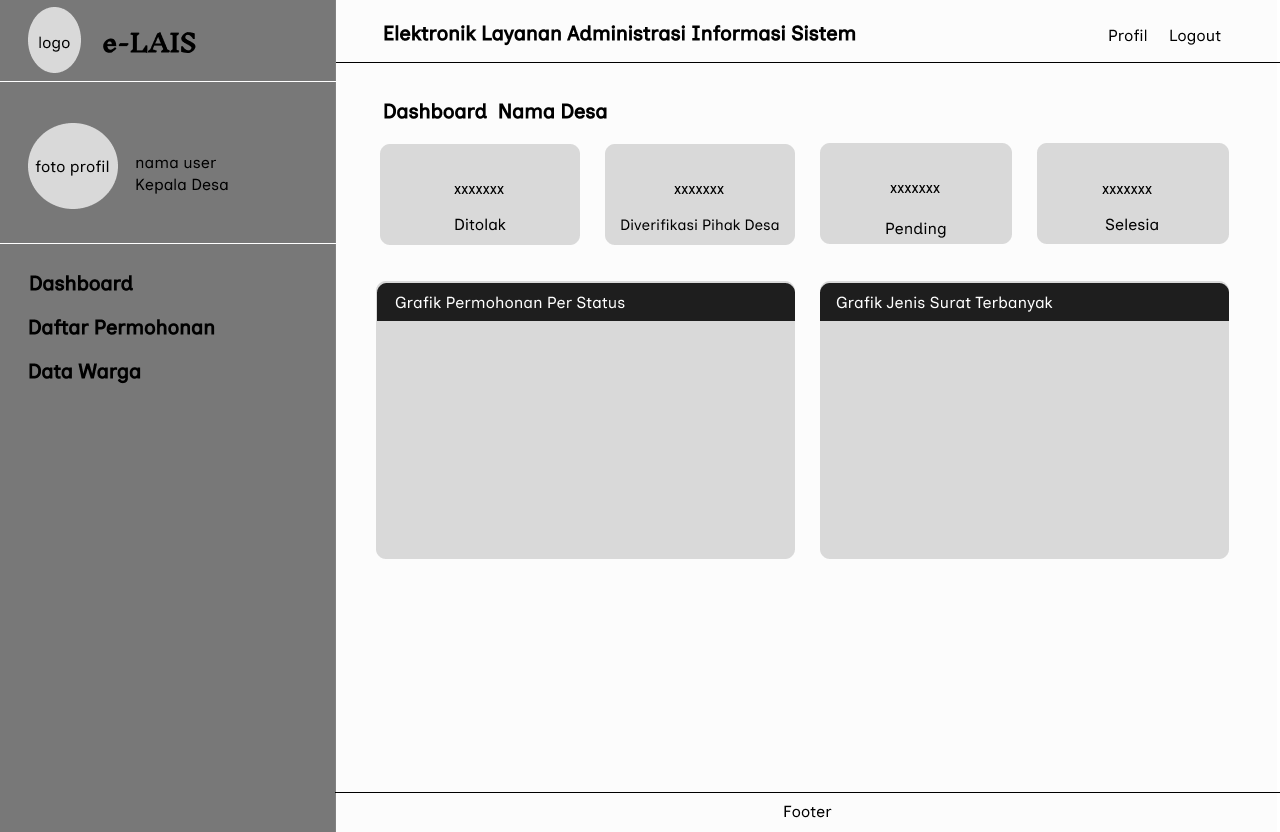 logo
e-LAIS
Elektronik Layanan Administrasi Informasi Sistem
Profil
Logout
foto profil
nama user
Kepala Desa
Dashboard
Daftar Permohonan
Data Warga
Dashboard Nama Desa
xxxxxxx
Ditolak
xxxxxxx
Diverifikasi Pihak Desa
xxxxxxx
Pending
xxxxxxx
Selesia
Grafik Permohonan Per Status
Grafik Jenis Surat Terbanyak
Footer